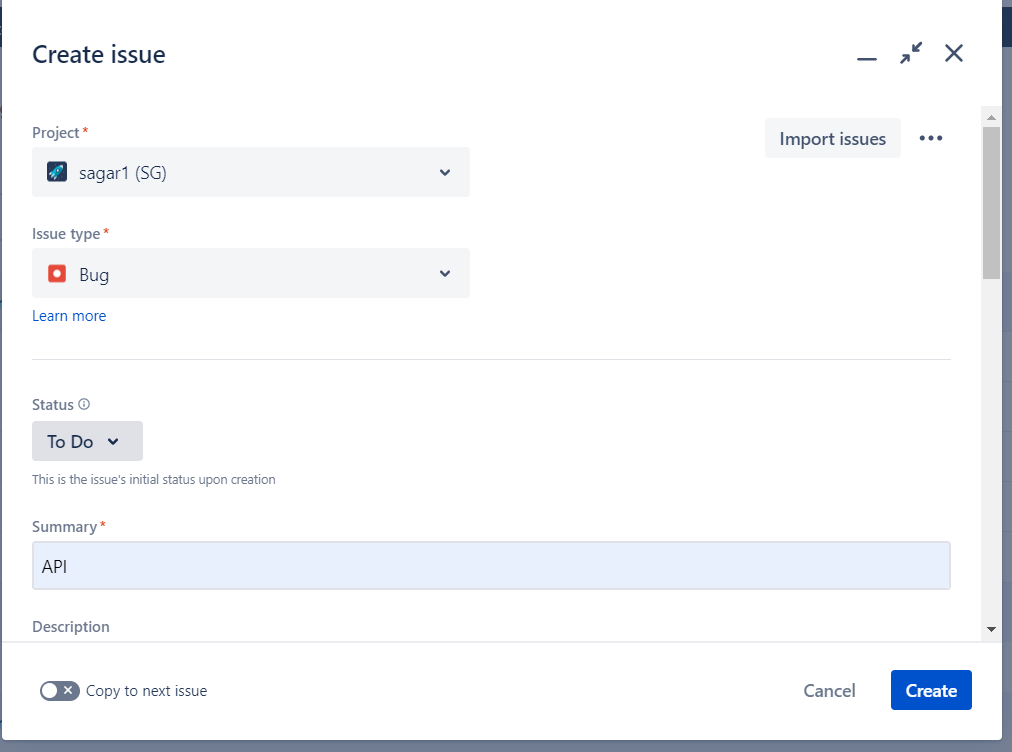 Create issue
Project *
Import issues
sagar1 (SG)
Issue type *
Bug
Learn more
Status
To Do
This is the issue's initial status upon creation
Summary *
API
Description
Copy to next issue
Cancel
Create